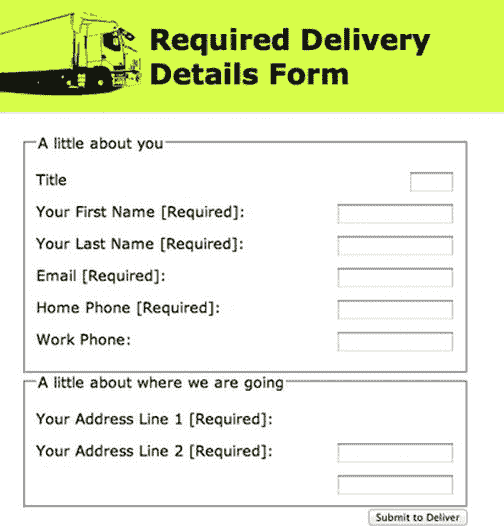 Required Delivery
Details Form
A little about you
Title
Your First Name [Required]:
Your Last Name [Required]:
Email [Required]:
Home Phone [Required]:
Work Phone:
A little about where we are going
Your Address Line 1 [Required]:
Your Address Line 2 [Required]:
Submit to Deliver